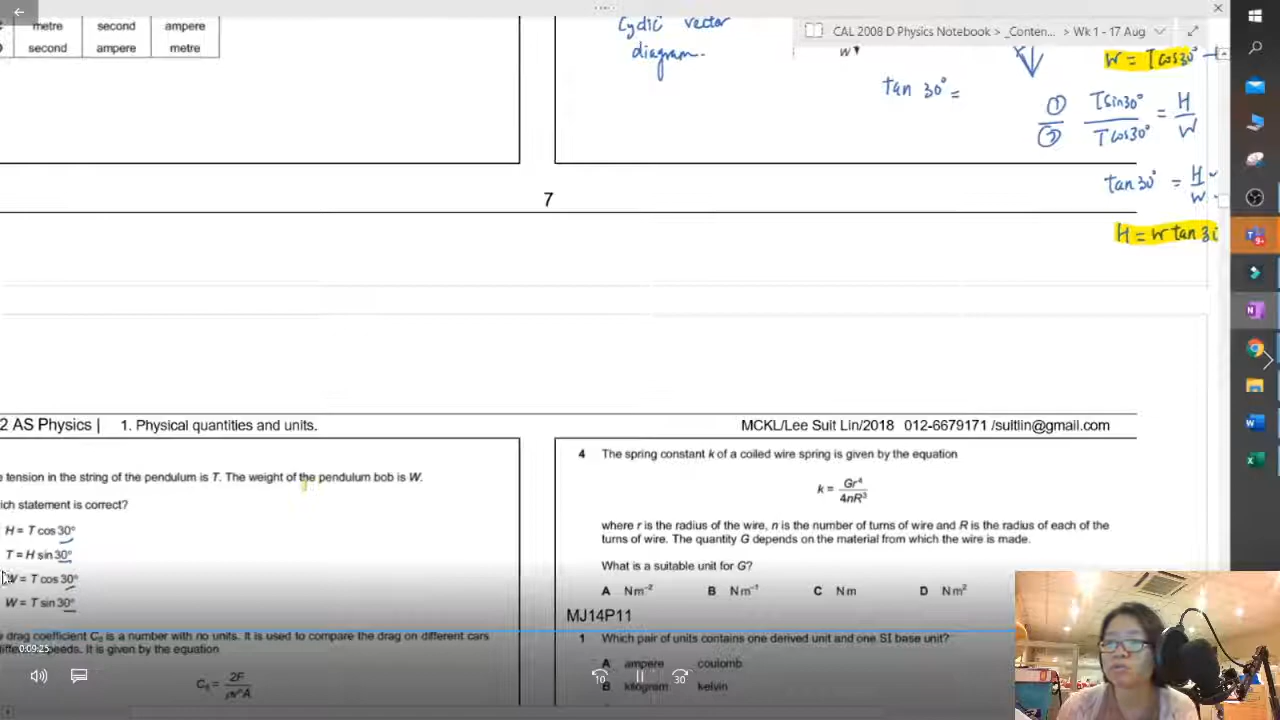 metre second ampere
second ampere metre
Cyclic vector
diagram.
CAL 2008 D Physics Notebook > _Conten... > Wk 1 - 17 Aug
W
W = T cos 30°
tan 30° =
① Tsin30° = H
② Tcos30° W
tan 30° = H
W
H = W tan 3
7
2 AS Physics | 1. Physical quantities and units.
MCKL/Lee Suit Lin/2018 012-6679171 /suitlin@gmail.com
e tension in the string of the pendulum is T. The weight of the pendulum bob is W.
ich statement is correct?
H = T cos 30°
T = H sin 30°
W = T cos 30°
W = T sin 30°
drag coefficient C is a number with no units. It is used to compare the drag on different cars
eeds. It is given by the equation
2F
4 The spring constant k of a coiled wire spring is given by the equation
k = Gr⁴
4nR³
where r is the radius of the wire, n is the number of turns of wire and R is the radius of each of the
turns of wire. The quantity G depends on the material from which the wire is made.
What is a suitable unit for G?
A Nm⁻² B Nm⁻¹ C Nm D Nm²
MJ14P11
1 Which pair of units contains one derived unit and one SI base unit?
A ampere coulomb
B kilogram kelvin
0:09:25
10
30
9+